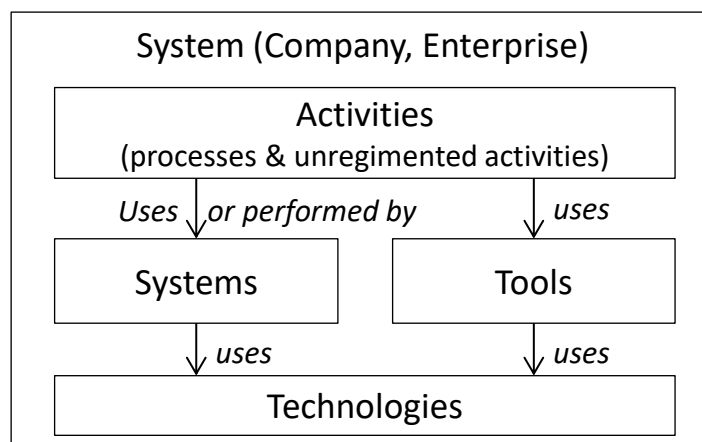 System (Company, Enterprise)
Activities
(processes & unregimented activities)
Uses or performed by
uses
Systems
Tools
uses
uses
Technologies